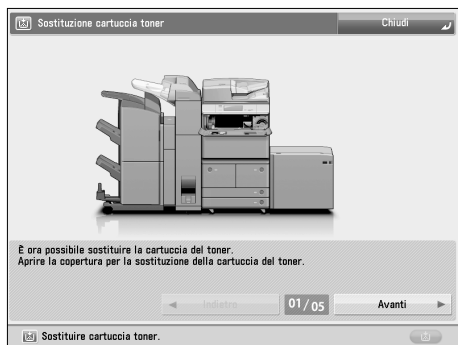 Sostituzione cartuccia toner
Chiudi
È ora possibile sostituire la cartuccia del toner.
Aprire la copertura per la sostituzione della cartuccia del toner.
Indietro
01/05
Avanti
Sostituire cartuccia toner.